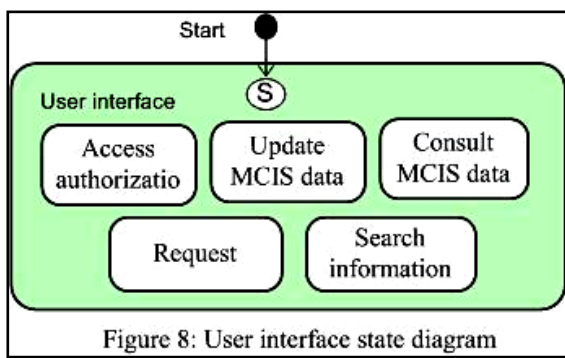 Start
S
User interface
Access
authorizatio
Update
MCIS data
Consult
MCIS data
Request
Search
information
Figure 8: User interface state diagram